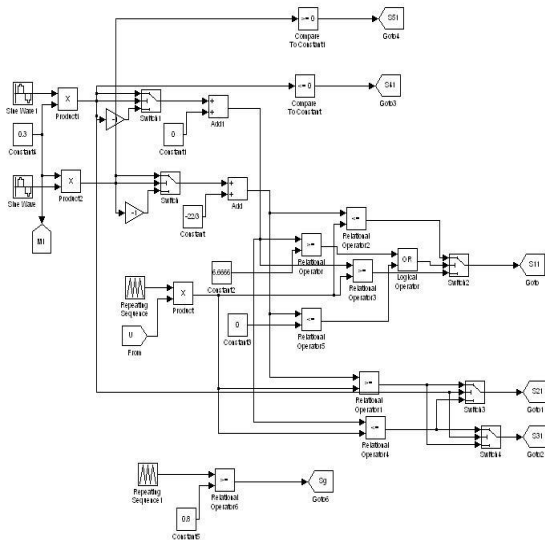 >= 0
Compare
To Constant1
S51
Goto4
<= 0
Compare
To Constant
S41
Goto3
Sine Wave1
X
Product1
-1
Switch1
+
+
Add1
0
Constant1
0.3
Constant4
Sine Wave
X
Product2
M1
-1
Switch
+
+
Add
-22/3
Constant
<=
Relational
Operator2
>=
Relational
Operator
6.6666
Constant2
>=
Relational
Operator3
OR
Logical
Operator
Switch2
S11
Goto
Repeating
Sequence
X
Product
U
From
0
Constant3
<=
Relational
Operator5
>=
Relational
Operator1
Switch3
S21
Goto1
<=
Relational
Operator4
Switch4
S31
Goto2
Repeating
Sequence1
>=
Relational
Operator6
Sg
Goto6
0.8
Constant5